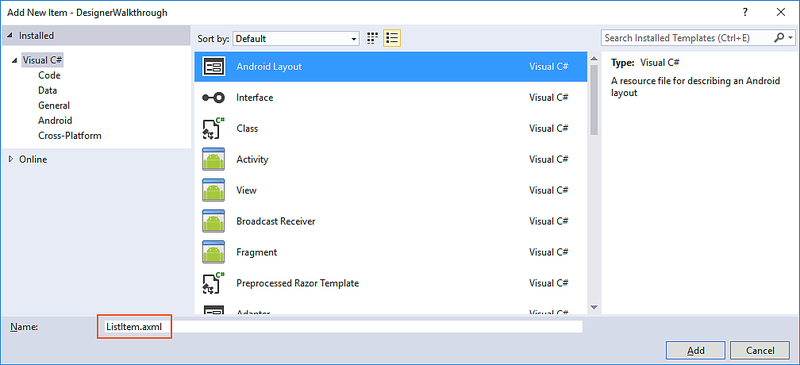 Add New Item - DesignerWalkthrough
Installed
Visual C#
Code
Data
General
Android
Cross-Platform
Online
Sort by: Default
Android Layout Visual C#
Interface Visual C#
Class Visual C#
Activity Visual C#
View Visual C#
Broadcast Receiver Visual C#
Fragment Visual C#
Preprocessed Razor Template Visual C#
Adapter Visual C#
Search Installed Templates (Ctrl+E)
Type: Visual C#
A resource file for describing an Android
layout
Name: ListItem.axml
Add Cancel